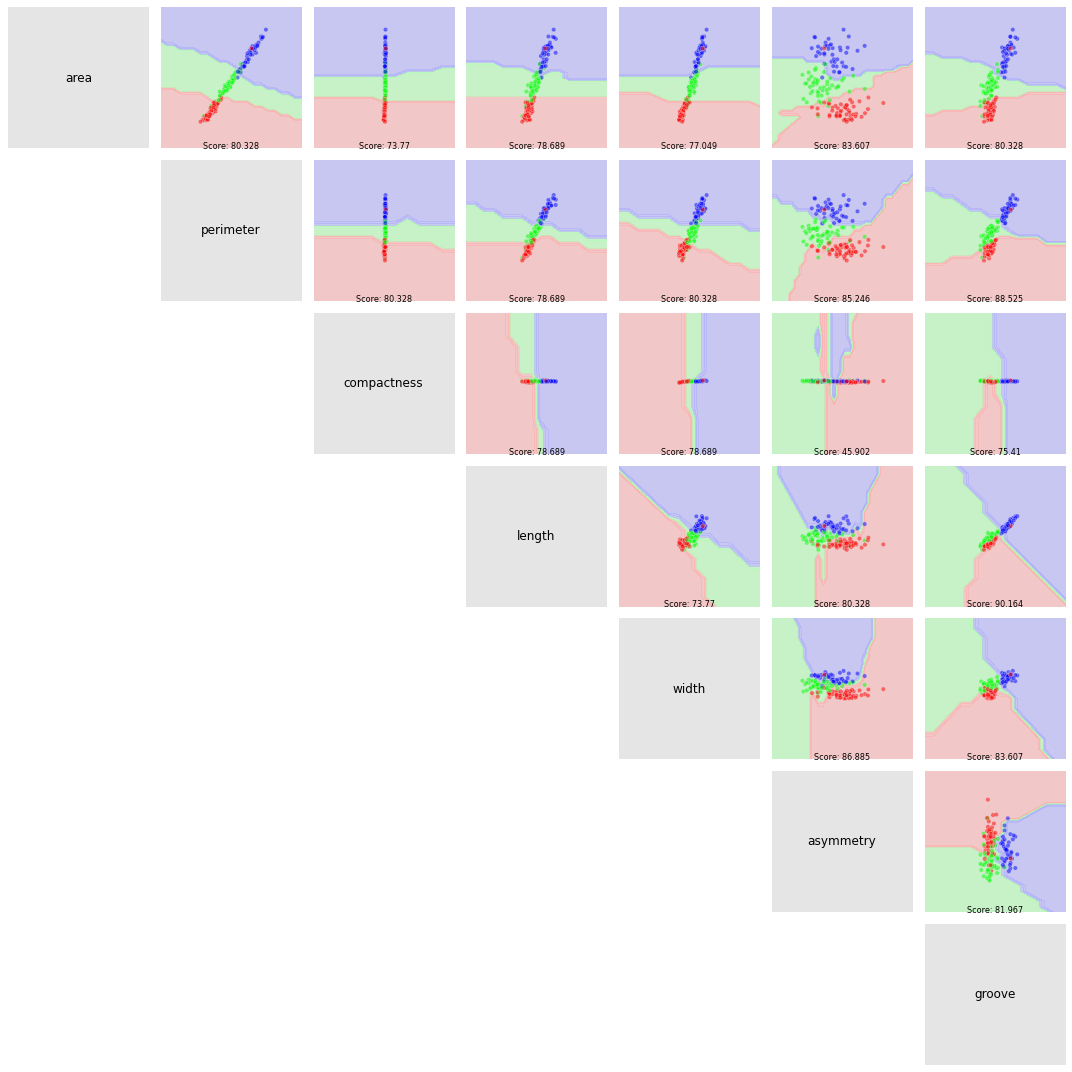 area
Score: 80.328
Score: 73.77
Score: 78.689
Score: 77.049
Score: 83.607
Score: 80.328
perimeter
Score: 80.328
Score: 78.689
Score: 80.328
Score: 85.246
Score: 88.525
compactness
Score: 78.689
Score: 78.689
Score: 45.902
Score: 75.41
length
Score: 73.77
Score: 80.328
Score: 90.164
width
Score: 86.885
Score: 83.607
asymmetry
Score: 81.967
groove